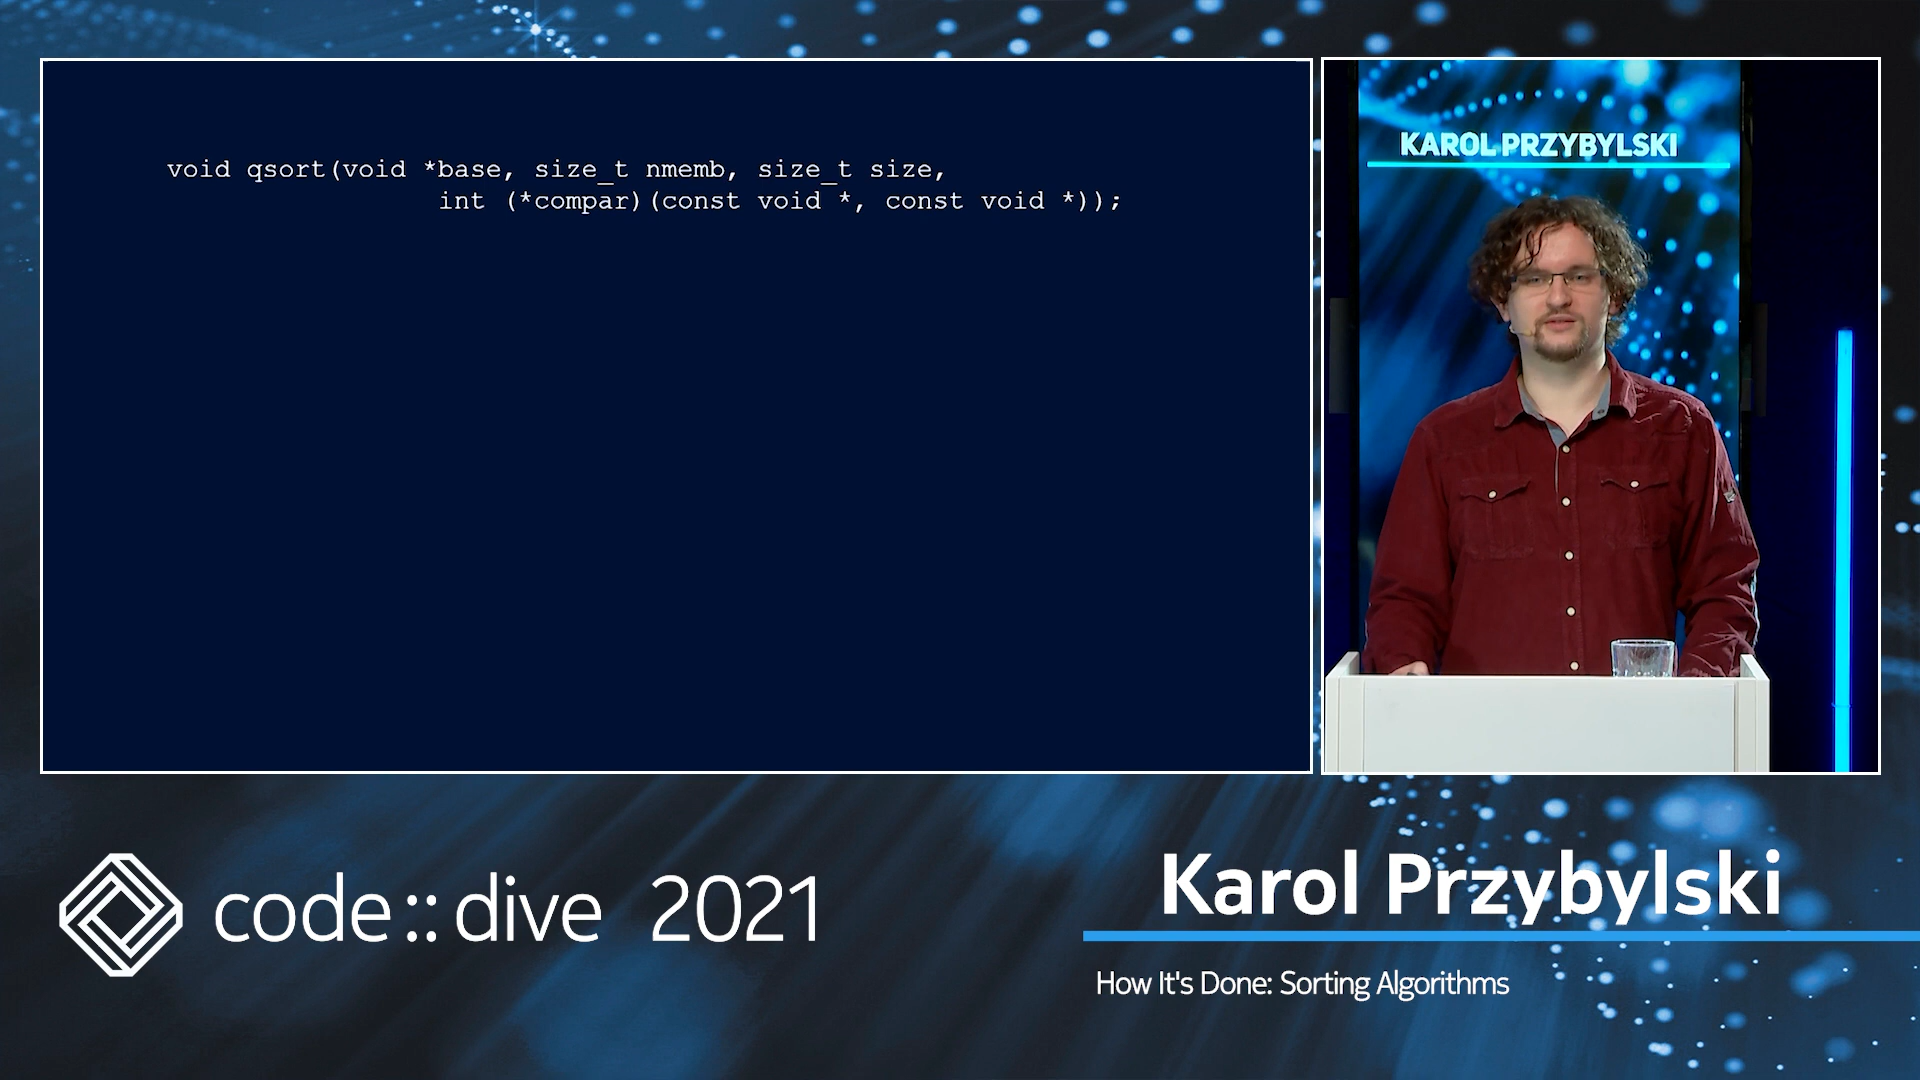 void qsort(void *base, size_t nmemb, size_t size,
int (*compar)(const void *, const void *));
KAROL PRZYBYLSKI
code::dive 2021
Karol Przybylski
How It's Done: Sorting Algorithms